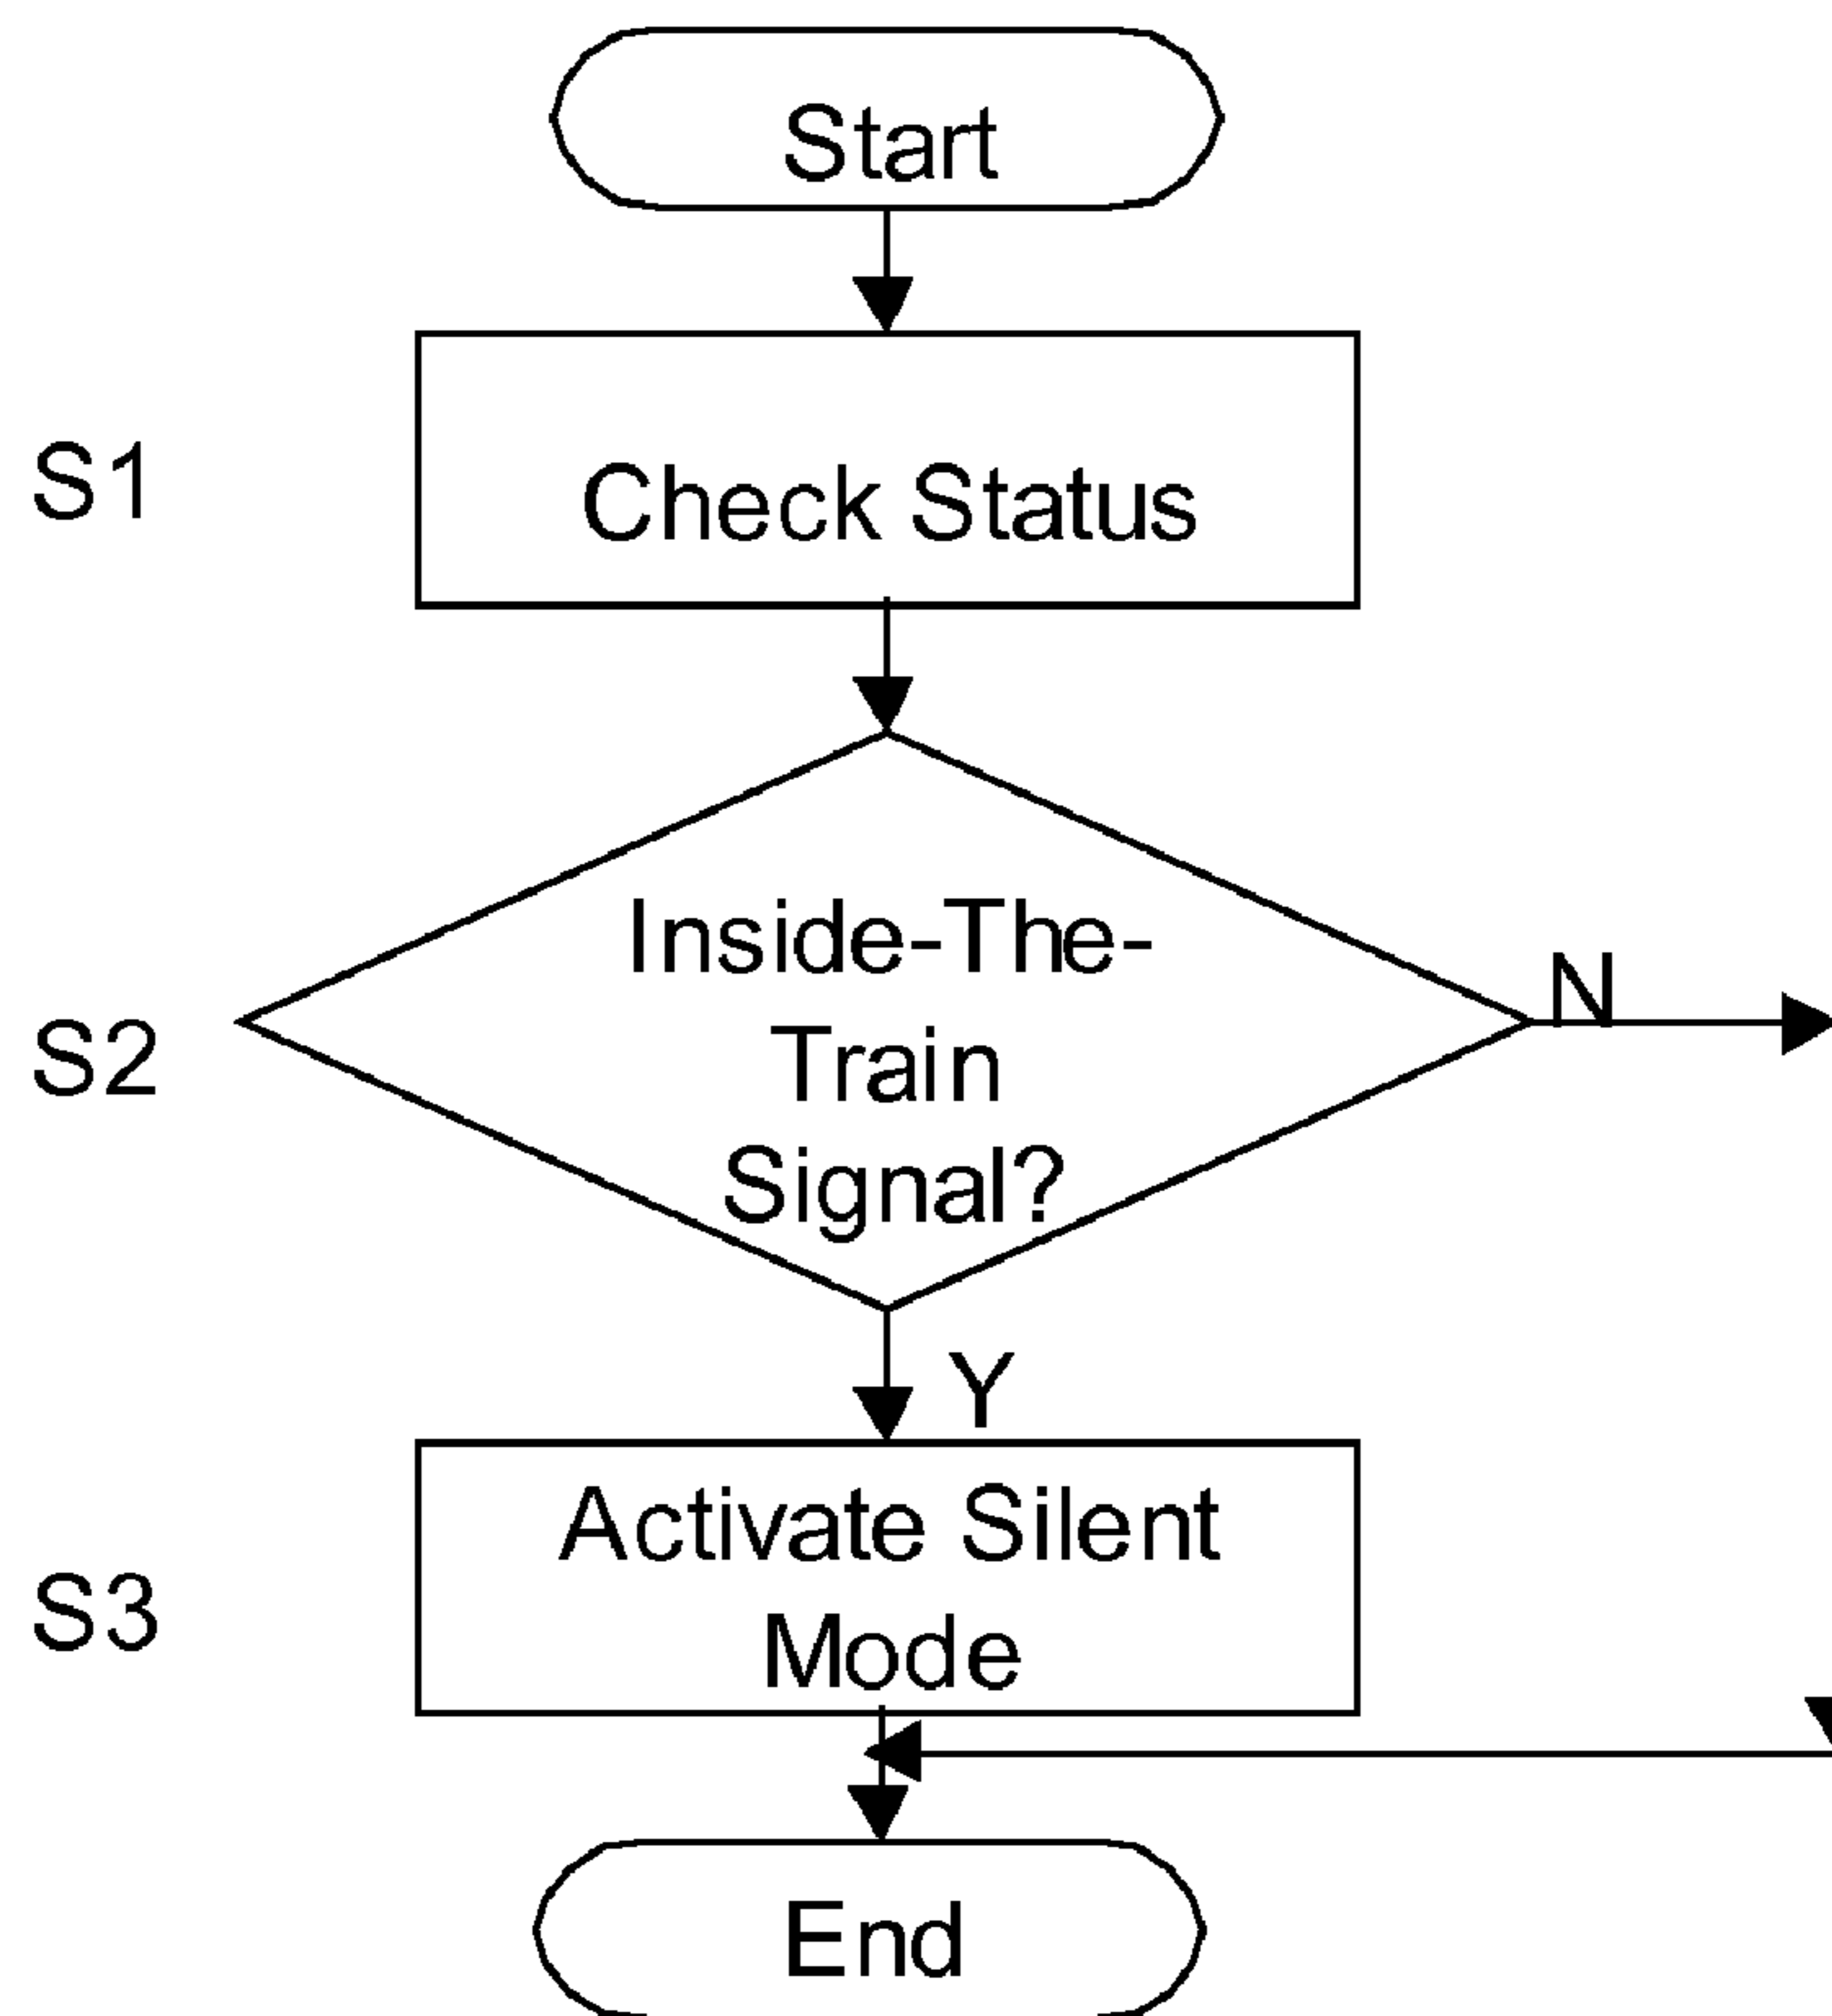 Start
S1
Check Status
Inside-The-
N
S2
Train
Signal?
Y
Activate Silent
S3
Mode
End